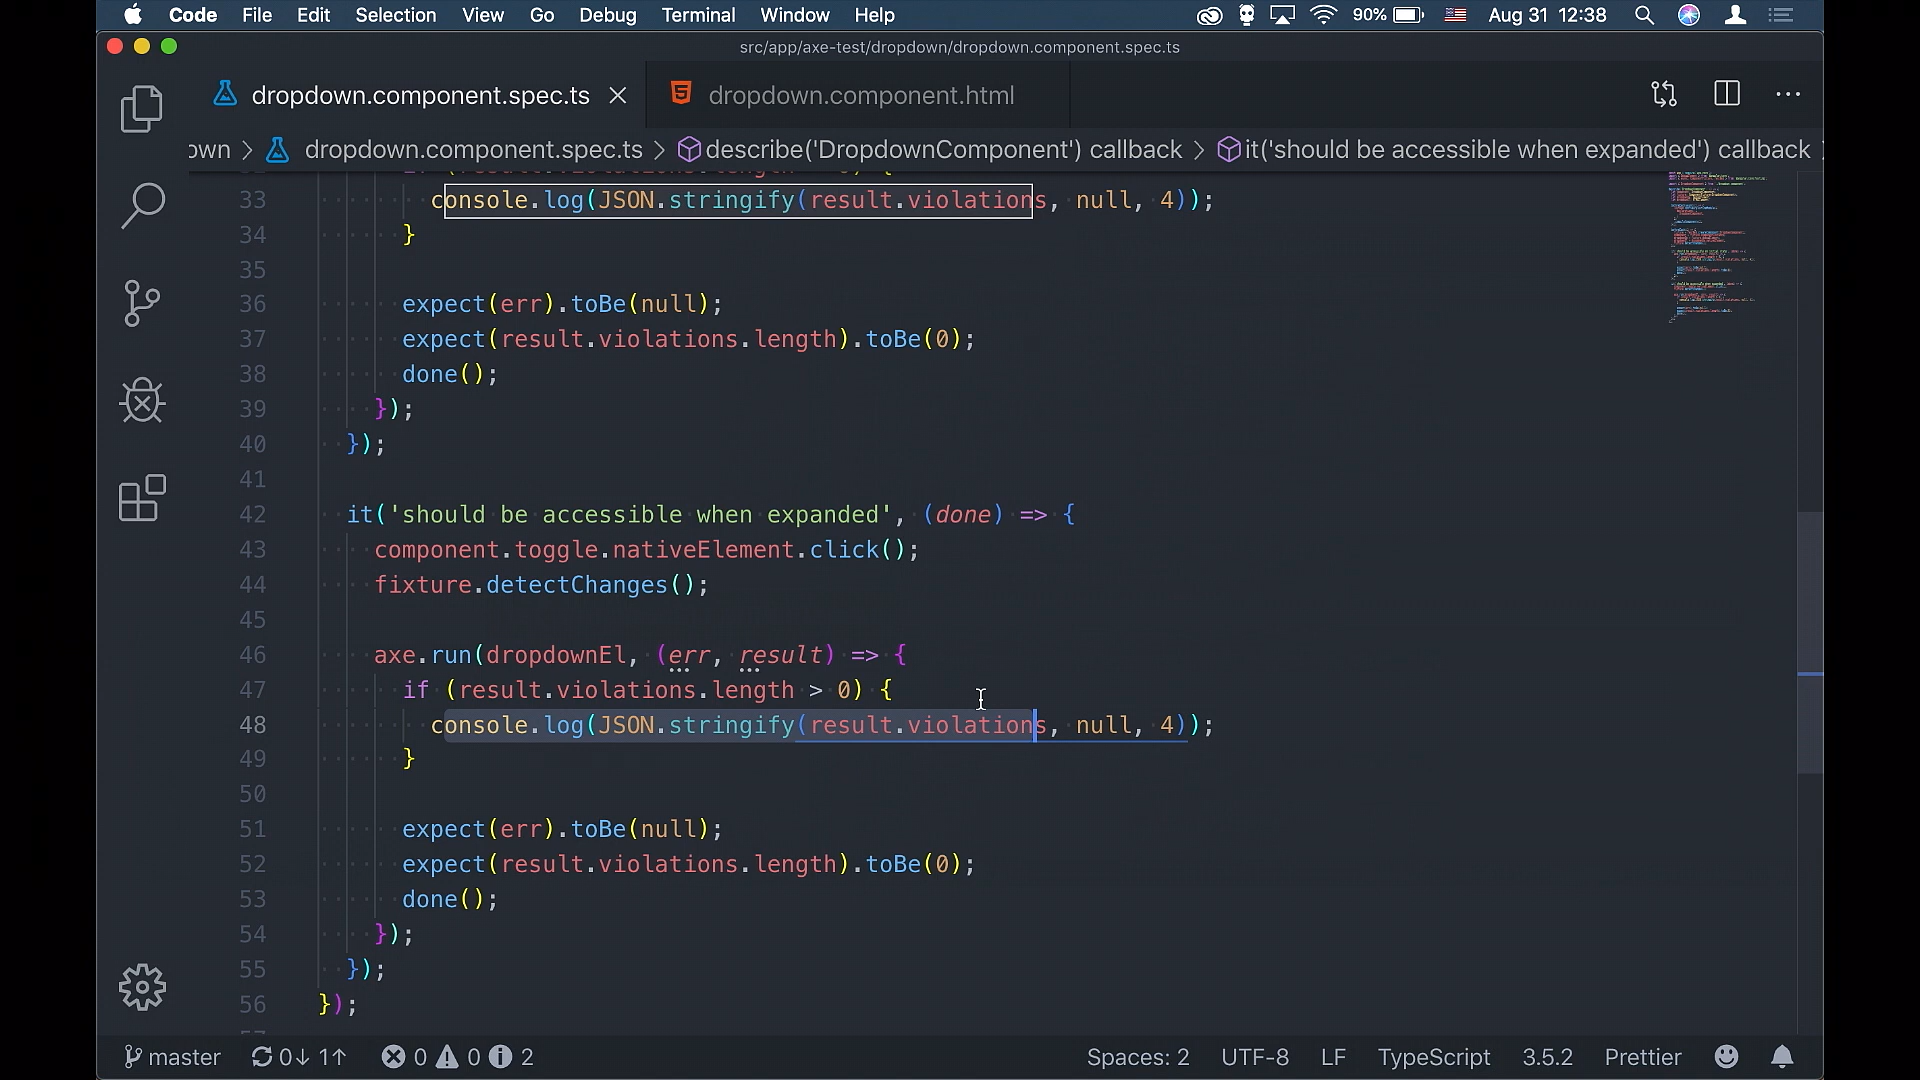 Code File Edit Selection View Go Debug Terminal Window Help 90% Aug 31 12:38
src/app/axe-test/dropdown/dropdown.component.spec.ts
dropdown.component.spec.ts dropdown.component.html
own > dropdown.component.spec.ts > describe('DropdownComponent') callback > it('should be accessible when expanded') callback
33 console.log(JSON.stringify(result.violations, null, 4));
34 }
35
36 expect(err).toBe(null);
37 expect(result.violations.length).toBe(0);
38 done();
39 });
40 });
41
42 it('should be accessible when expanded', (done) => {
43 component.toggle.nativeElement.click();
44 fixture.detectChanges();
45
46 axe.run(dropdownEl, (err, result) => {
47 if (result.violations.length > 0) {
48 console.log(JSON.stringify(result.violations, null, 4));
49 }
50
51 expect(err).toBe(null);
52 expect(result.violations.length).toBe(0);
53 done();
54 });
55 });
56 });
master 0↓ 1↑ 0 0 2 Spaces: 2 UTF-8 LF TypeScript 3.5.2 Prettier